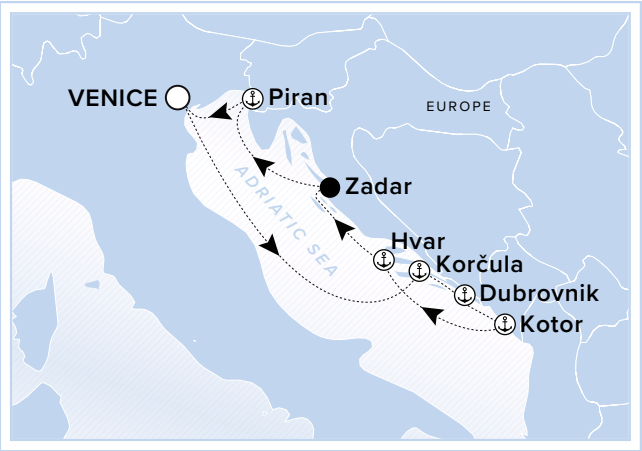 VENICE
Piran
EUROPE
ADRIATIC SEA
Zadar
Hvar
Korčula
Dubrovnik
Kotor